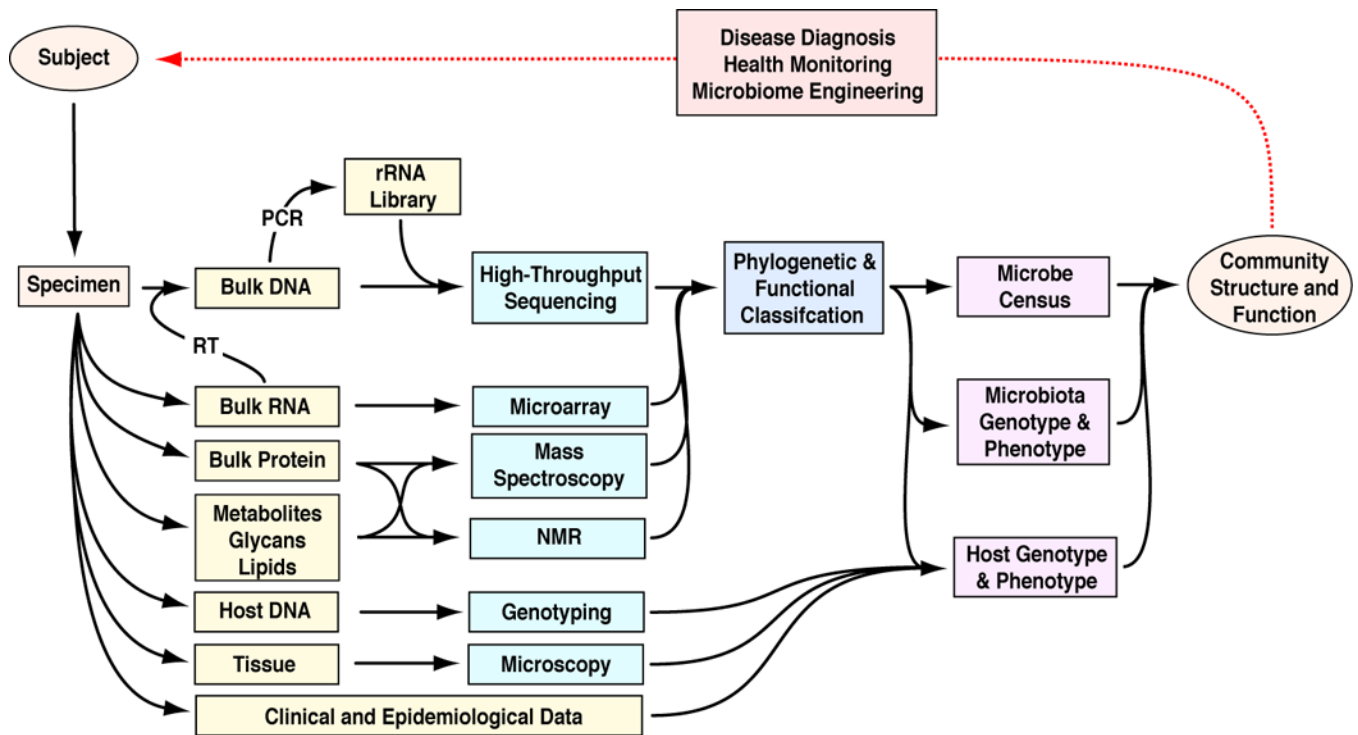 Subject
Disease Diagnosis
Health Monitoring
Microbiome Engineering
rRNA
Library
PCR
Specimen
Bulk DNA
High-Throughput
Sequencing
Phylogenetic &
Functional
Classifcation
Microbe
Census
Community
Structure and
Function
RT
Bulk RNA
Microarray
Microbiota
Genotype &
Phenotype
Bulk Protein
Mass
Spectroscopy
Metabolites
Glycans
Lipids
NMR
Host Genotype
& Phenotype
Host DNA
Genotyping
Tissue
Microscopy
Clinical and Epidemiological Data